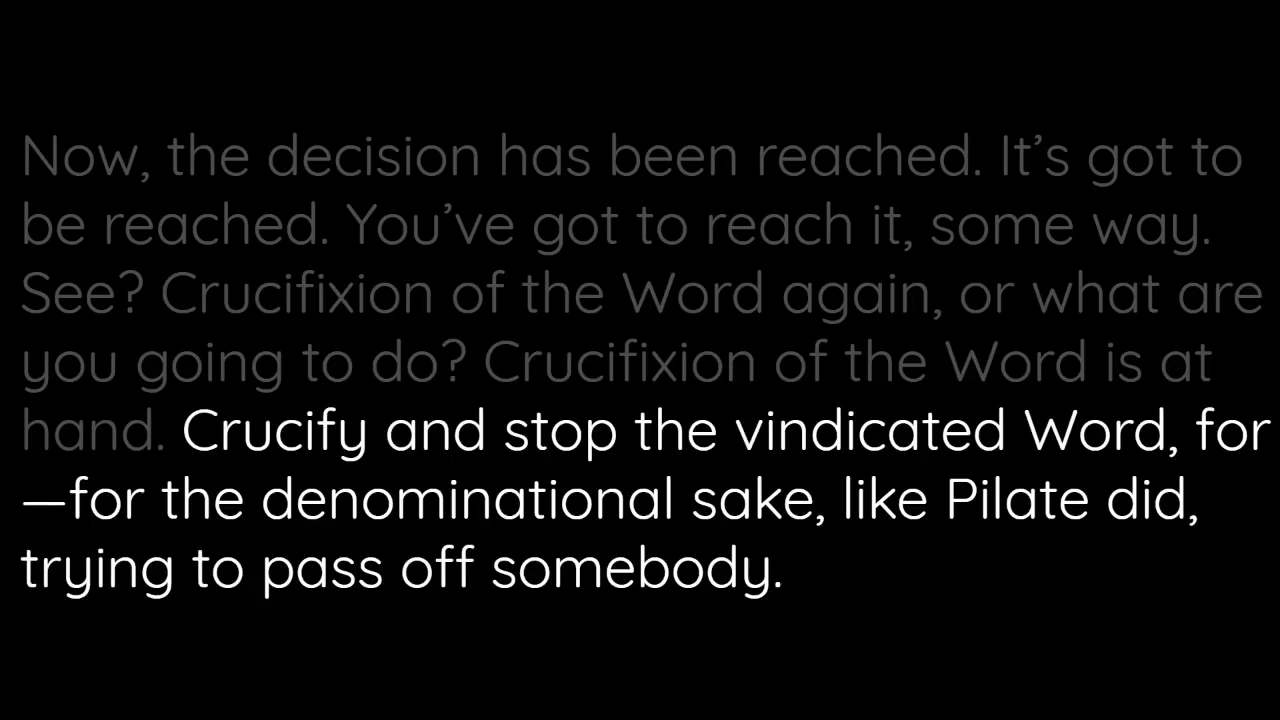 Now, the decision has been reached. It’s got to
be reached. You’ve got to reach it, some way.
See? Crucifixion of the Word again, or what are
you going to do? Crucifixion of the Word is at
hand. Crucify and stop the vindicated Word, for
—for the denominational sake, like Pilate did,
trying to pass off somebody.